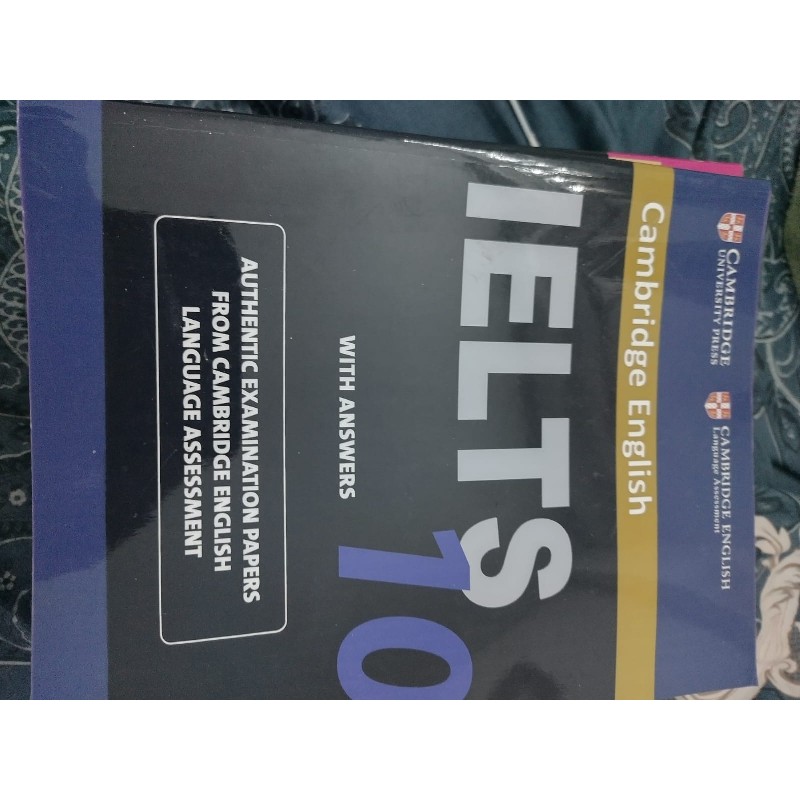 CAMBRIDGE
UNIVERSITY PRESS
CAMBRIDGE ENGLISH
Language Assessment
Cambridge English
IELTS
10
WITH ANSWERS
AUTHENTIC EXAMINATION PAPERS
FROM CAMBRIDGE ENGLISH
LANGUAGE ASSESSMENT